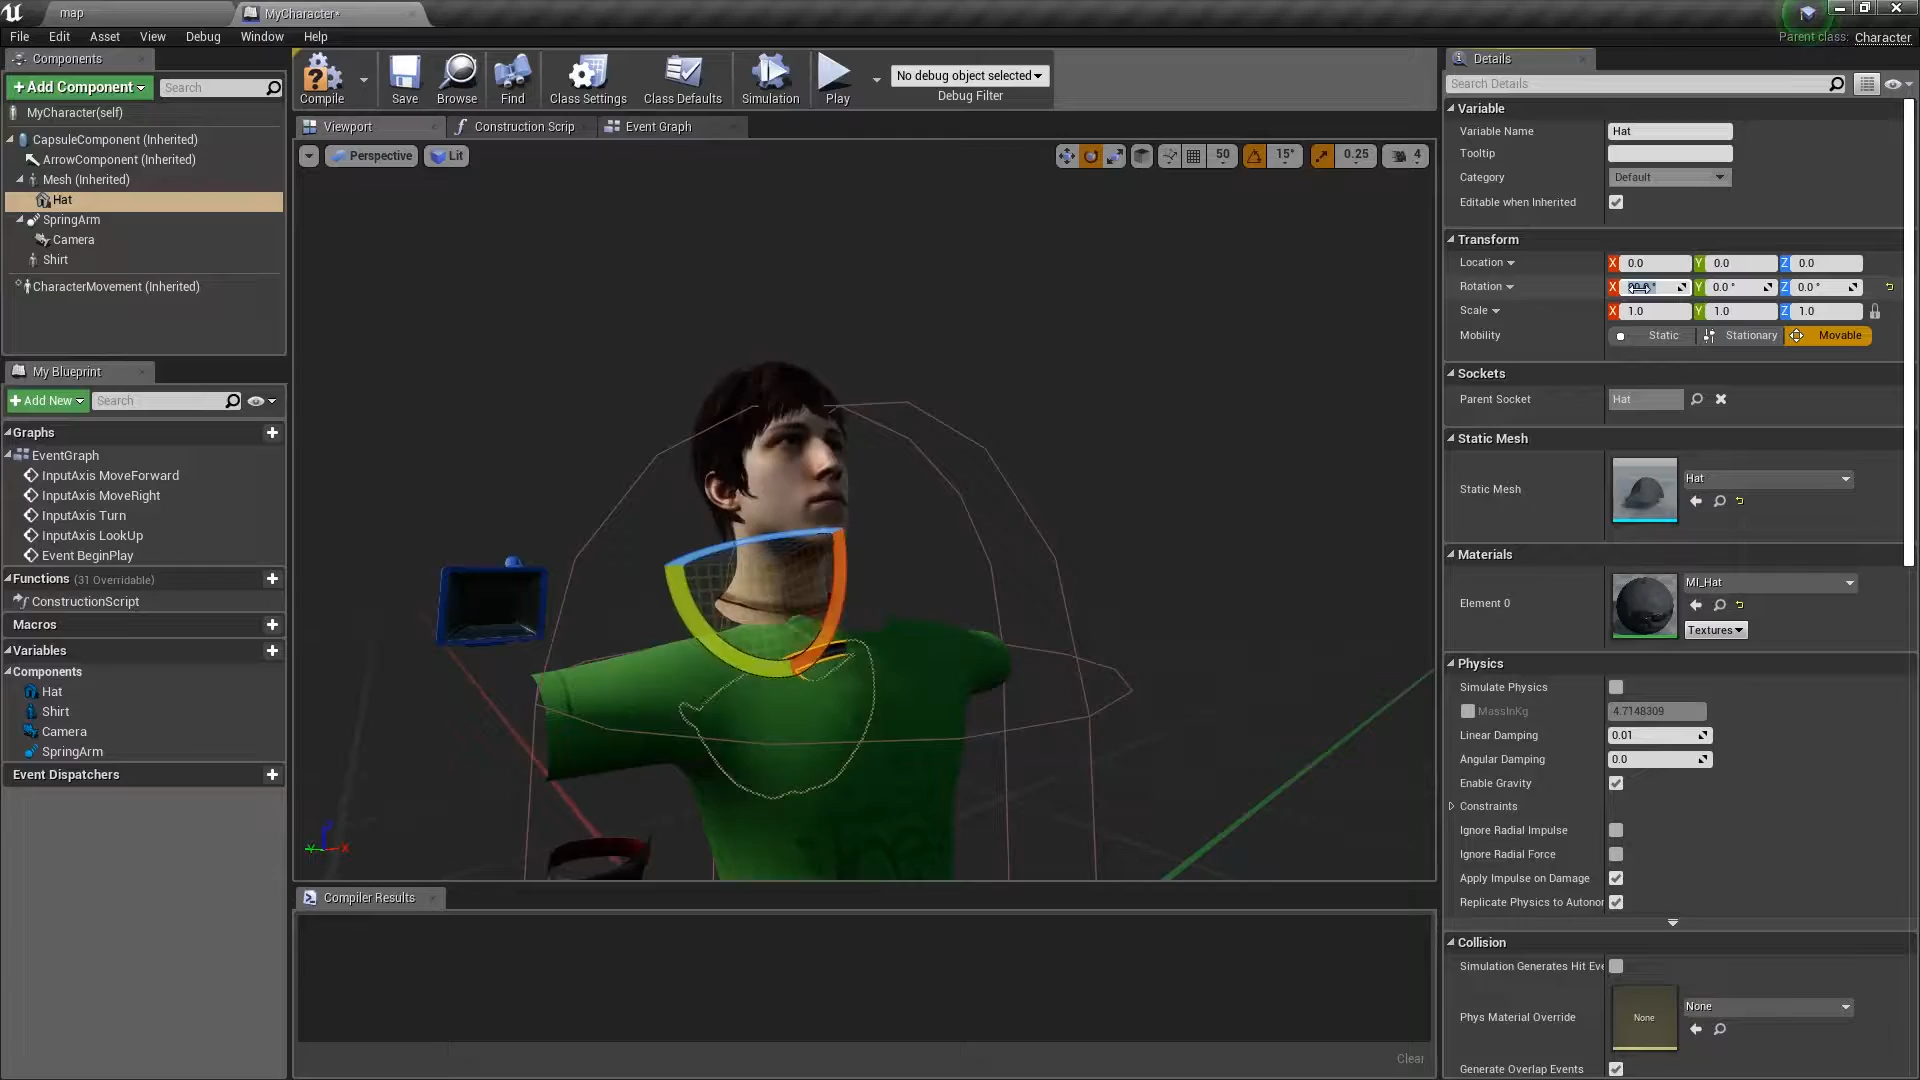 map
MyCharacter*
File Edit Asset View Debug Window Help
Parent class: Character
Components
+Add Component
Search
MyCharacter(self)
CapsuleComponent (Inherited)
ArrowComponent (Inherited)
Mesh (Inherited)
Hat
SpringArm
Camera
Shirt
CharacterMovement (Inherited)
My Blueprint
+Add New
Search
Graphs
EventGraph
InputAxis MoveForward
InputAxis MoveRight
InputAxis Turn
InputAxis LookUp
Event BeginPlay
Functions (31 Overridable)
ConstructionScript
Macros
Variables
Components
Hat
Shirt
Camera
SpringArm
Event Dispatchers
Compile
Save
Browse
Find
Class Settings
Class Defaults
Simulation
Play
No debug object selected
Debug Filter
Viewport
Construction Scrip
Event Graph
Perspective
Lit
50
15°
0.25
4
Compiler Results
Clear
Details
Search Details
Variable
Variable Name Hat
Tooltip
Category Default
Editable when Inherited
Transform
Location X 0.0 Y 0.0 Z 0.0
Rotation X Y 0.0 ° Z 0.0 °
Scale X 1.0 Y 1.0 Z 1.0
Mobility Static Stationary Movable
Sockets
Parent Socket Hat
Static Mesh
Static Mesh Hat
Materials
Element 0 MI_Hat
Textures
Physics
Simulate Physics
MassInKg 4.7148309
Linear Damping 0.01
Angular Damping 0.0
Enable Gravity
Constraints
Ignore Radial Impulse
Ignore Radial Force
Apply Impulse on Damage
Replicate Physics to Autonor
Collision
Simulation Generates Hit Eve
Phys Material Override None None
Generate Overlap Events